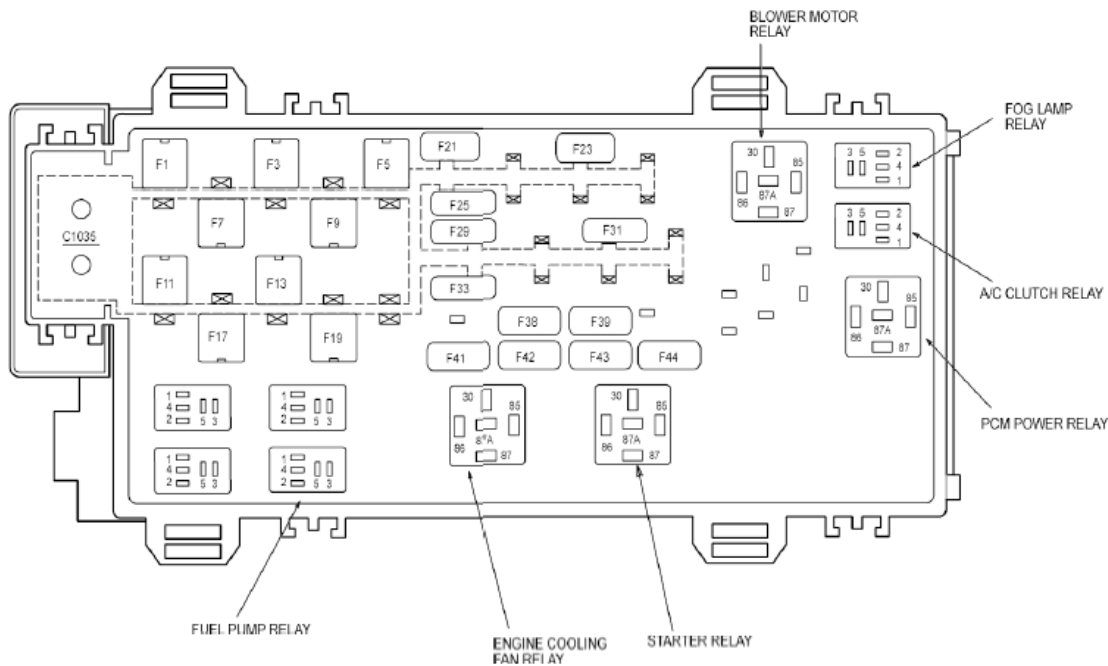 BLOWER MOTOR
RELAY
FOG LAMP
RELAY
F1
F3
F5
F21
F23
30
85
86
87A
87
3 5 2
4
1
F7
F9
F25
F29
F31
3 5 2
4
1
C1035
F11
F13
F33
A/C CLUTCH RELAY
30
85
86
87A
87
F17
F19
F38
F39
F41
F42
F43
F44
PCM POWER RELAY
1
4
2 5 3
1
4
2 5 3
30
85
86
87A
87
30
85
86
87A
87
1
4
2 5 3
1
4
2 5 3
FUEL PUMP RELAY
ENGINE COOLING
FAN RELAY
STARTER RELAY